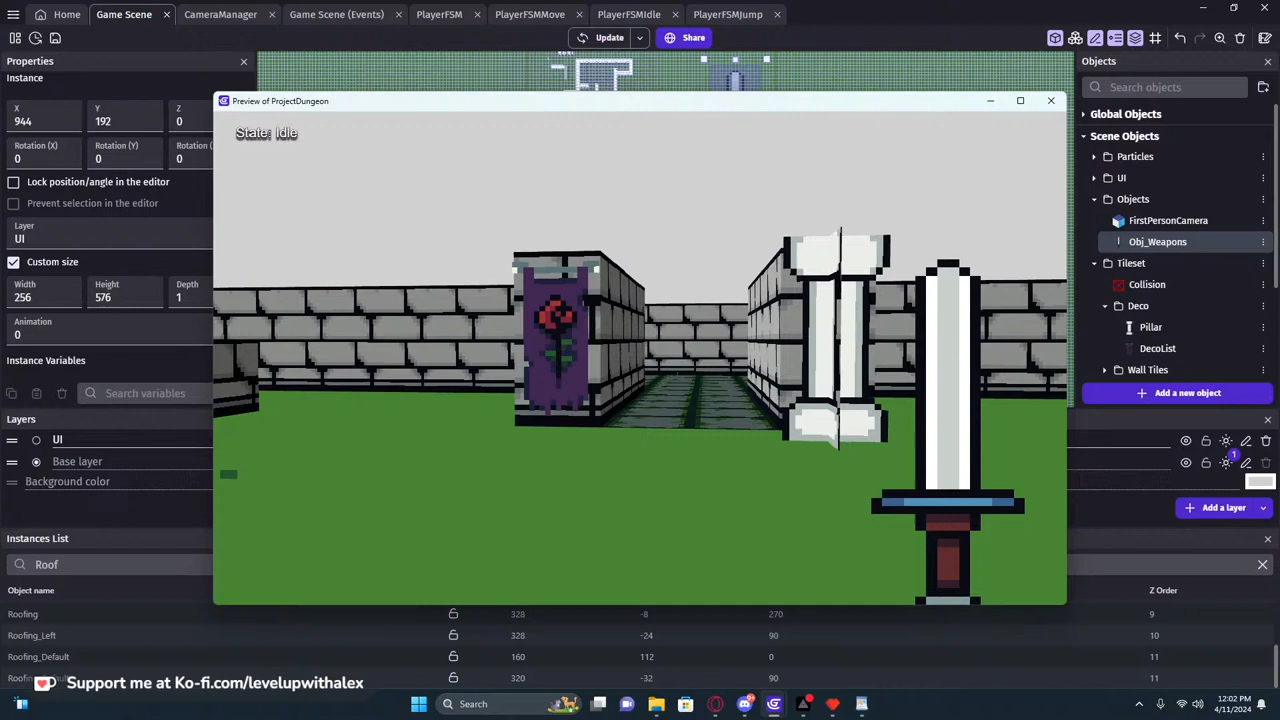 Home
Game Scene
CameraManager
Game Scene (Events)
PlayerFSM
PlayerFSMMove
PlayerFSMIdle
PlayerFSMJump
Update
Share
Properties
Objects
Instance
Search objects
Preview of ProjectDungeon
X
Y
944
192
0
Global Objects
State: Idle
Scene Objects
Rotation (X)
Rotation (Y)
Rotation (
0
0
0
Particles
UI
Lock position/angle in the editor
Objects
Prevent selection in the editor
FirstPersonCamera
Layer
UI
Custom size
Tileset
Width
Height
256
576
1
Deco
Animation
0
DecoList
Instance Variables
Wall Tiles
Search variables
Add a new object
Layers
UI
Base layer
1
Background color
Add a layer
Instances List
Roof
Object name
Z Order
Roofing
328
-8
270
9
Roofing_Left
328
-24
90
10
Roofing_Default
160
112
0
11
320
-32
90
11
Support me at Ko-fi.com/levelupwithalex
Search
12:02 PM
4/11/2024